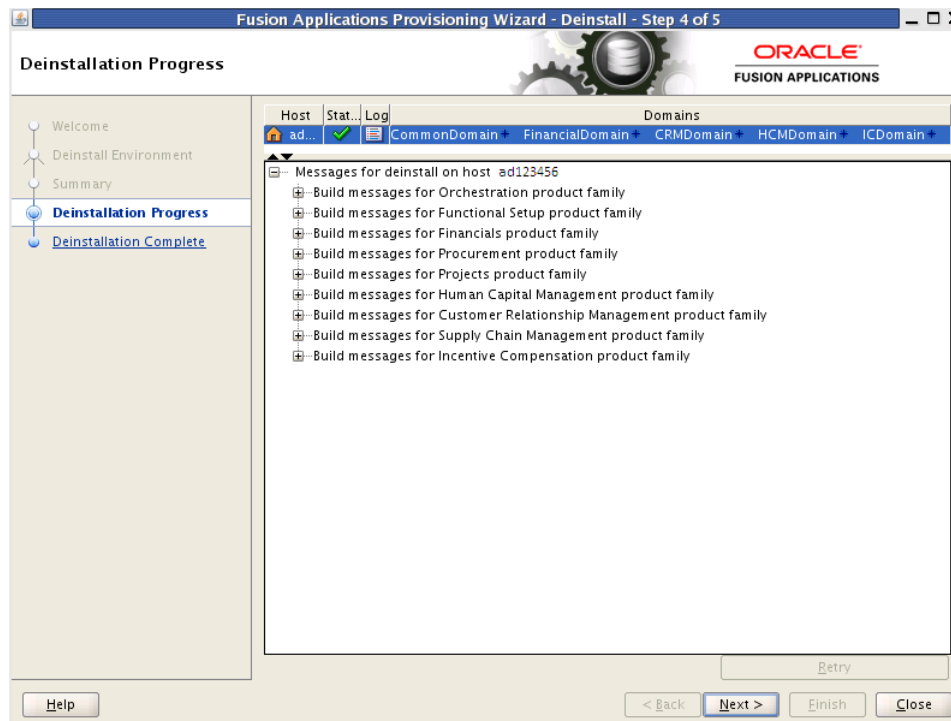 Fusion Applications Provisioning Wizard - Deinstall - Step 4 of 5
Deinstallation Progress
ORACLE
FUSION APPLICATIONS
Welcome
Deinstall Environment
Summary
Deinstallation Progress
Deinstallation Complete
Host Stat... Log Domains
ad... CommonDomain + FinancialDomain + CRMDomain + HCMDomain + ICDomain +
Messages for deinstall on host ad123456
Build messages for Orchestration product family
Build messages for Functional Setup product family
Build messages for Financials product family
Build messages for Procurement product family
Build messages for Projects product family
Build messages for Human Capital Management product family
Build messages for Customer Relationship Management product family
Build messages for Supply Chain Management product family
Build messages for Incentive Compensation product family
Retry
Help < Back Next > Finish Close